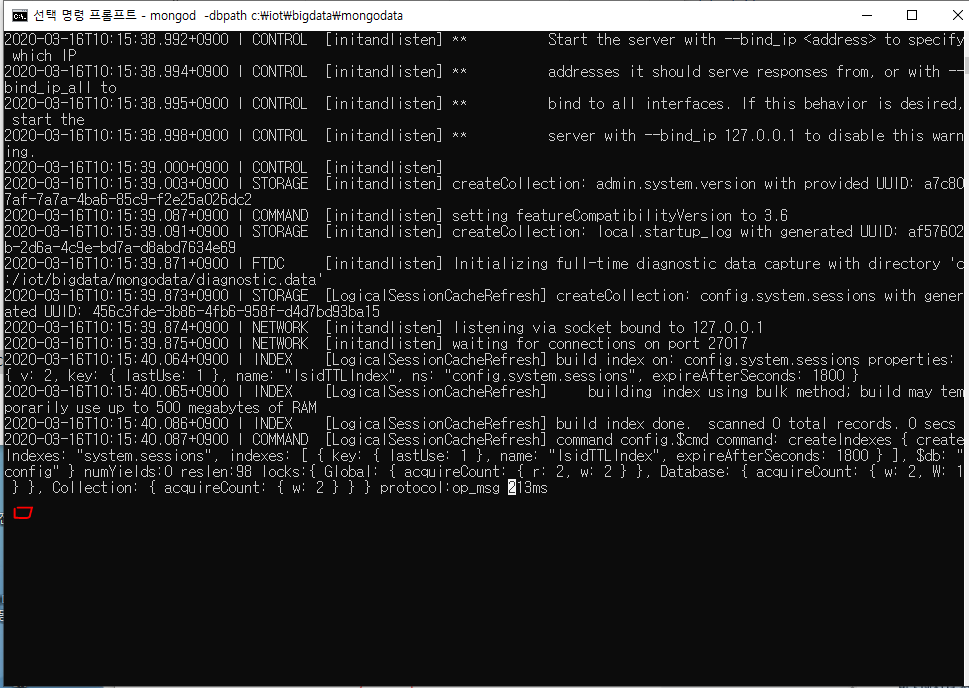 선택 명령 프롬프트 - mongod  -dbpath c:₩iot₩bigdata₩mongodata
2020-03-16T10:15:38.992+0900 I CONTROL  [initandlisten] **          Start the server with --bind_ip <address> to specify
 which IP
2020-03-16T10:15:38.994+0900 I CONTROL  [initandlisten] **          addresses it should serve responses from, or with --
bind_ip_all to
2020-03-16T10:15:38.995+0900 I CONTROL  [initandlisten] **          bind to all interfaces. If this behavior is desired,
 start the
2020-03-16T10:15:38.998+0900 I CONTROL  [initandlisten] **          server with --bind_ip 127.0.0.1 to disable this warn
ing.
2020-03-16T10:15:39.000+0900 I CONTROL  [initandlisten]
2020-03-16T10:15:39.003+0900 I STORAGE  [initandlisten] createCollection: admin.system.version with provided UUID: a7c80
7af-7a7a-4ba6-85c9-f2e25a026dc2
2020-03-16T10:15:39.087+0900 I COMMAND  [initandlisten] setting featureCompatibilityVersion to 3.6
2020-03-16T10:15:39.091+0900 I STORAGE  [initandlisten] createCollection: local.startup_log with generated UUID: af57602
b-2d6a-4c9e-bd7a-d8abd7634e69
2020-03-16T10:15:39.871+0900 I FTDC     [initandlisten] Initializing full-time diagnostic data capture with directory 'c
:/iot/bigdata/mongodata/diagnostic.data'
2020-03-16T10:15:39.873+0900 I STORAGE  [LogicalSessionCacheRefresh] createCollection: config.system.sessions with gener
ated UUID: 456c3fde-3b86-4fb6-958f-d4d7bd93ba15
2020-03-16T10:15:39.874+0900 I NETWORK  [initandlisten] listening via socket bound to 127.0.0.1
2020-03-16T10:15:39.875+0900 I NETWORK  [initandlisten] waiting for connections on port 27017
2020-03-16T10:15:40.064+0900 I INDEX    [LogicalSessionCacheRefresh] build index on: config.system.sessions properties:
{ v: 2, key: { lastUse: 1 }, name: "lsidTTLIndex", ns: "config.system.sessions", expireAfterSeconds: 1800 }
2020-03-16T10:15:40.065+0900 I INDEX    [LogicalSessionCacheRefresh]     building index using bulk method; build may tem
porarily use up to 500 megabytes of RAM
2020-03-16T10:15:40.086+0900 I INDEX    [LogicalSessionCacheRefresh] build index done.  scanned 0 total records. 0 secs
2020-03-16T10:15:40.087+0900 I COMMAND  [LogicalSessionCacheRefresh] command config.$cmd command: createIndexes { create
Indexes: "system.sessions", indexes: [ { key: { lastUse: 1 }, name: "lsidTTLIndex", expireAfterSeconds: 1800 } ], $db: "
config" } numYields:0 reslen:98 locks:{ Global: { acquireCount: { r: 2, w: 2 } }, Database: { acquireCount: { w: 2, W: 1
 } }, Collection: { acquireCount: { w: 2 } } } protocol:op_msg 213ms